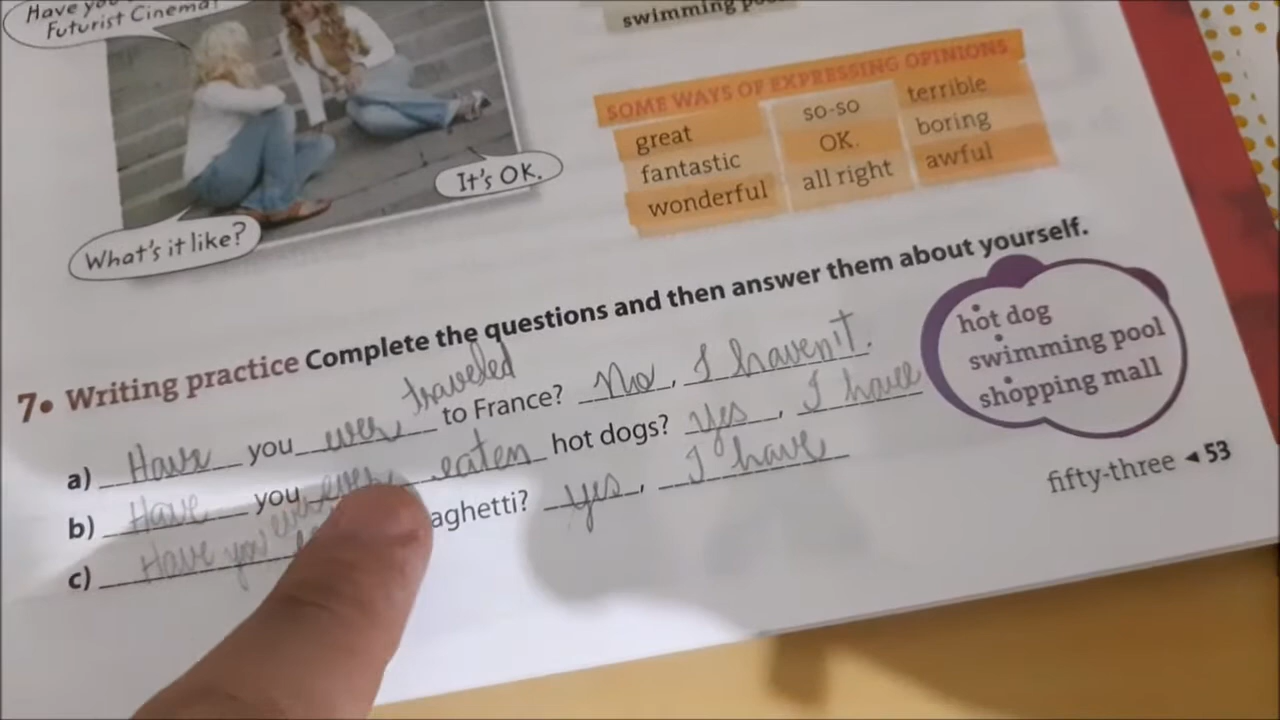 Have you
Futurist Cinema?
What's it like?
It's OK.
swimming
SOME WAYS OF EXPRESSING OPINIONS
great so-so terrible
fantastic OK. boring
wonderful all right awful
7• Writing practice Complete the questions and then answer them about yourself.
traveled
a) Have you ever to France? No, I haven't.
b) Have you ever eaten hot dogs? yes, I have
c) Have you ever aghetti? yes, I have
hot dog
swimming pool
shopping mall
fifty-three ◄ 53